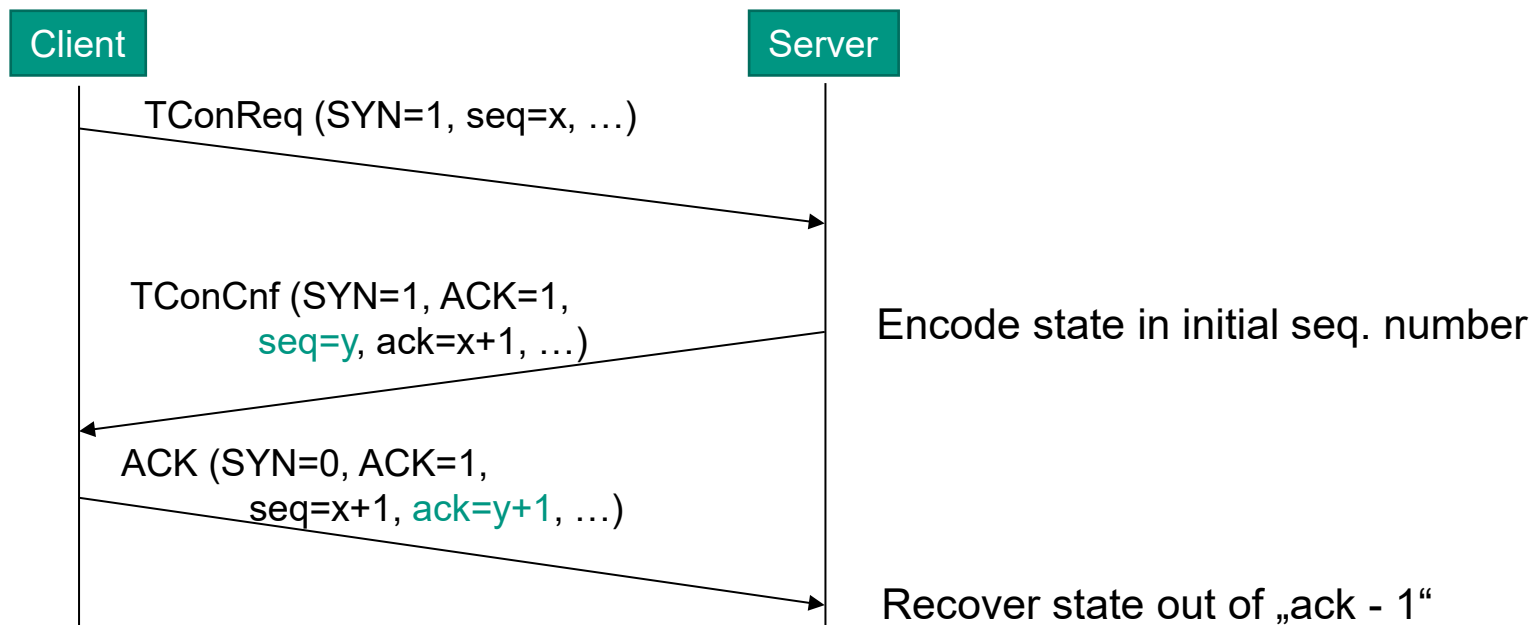 Client
Server
TConReq (SYN=1, seq=x, …)
TConCnf (SYN=1, ACK=1,
seq=y, ack=x+1, …)
Encode state in initial seq. number
ACK (SYN=0, ACK=1,
seq=x+1, ack=y+1, …)
Recover state out of „ack - 1“